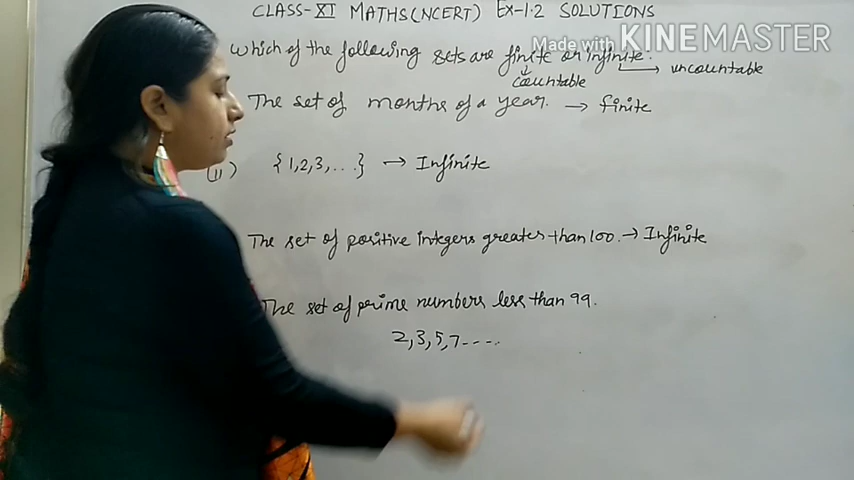 CLASS-XI MATHS(NCERT) Ex-1.2 SOLUTIONS
Made with KINEMASTER
Which of the following sets are finite or infinite.
countable
uncountable
The set of months of a year. → finite
(ii) {1,2,3,...} → Infinite
The set of positive integers greater than 100. → Infinite
The set of prime numbers less than 99.
2,3,5,7-----